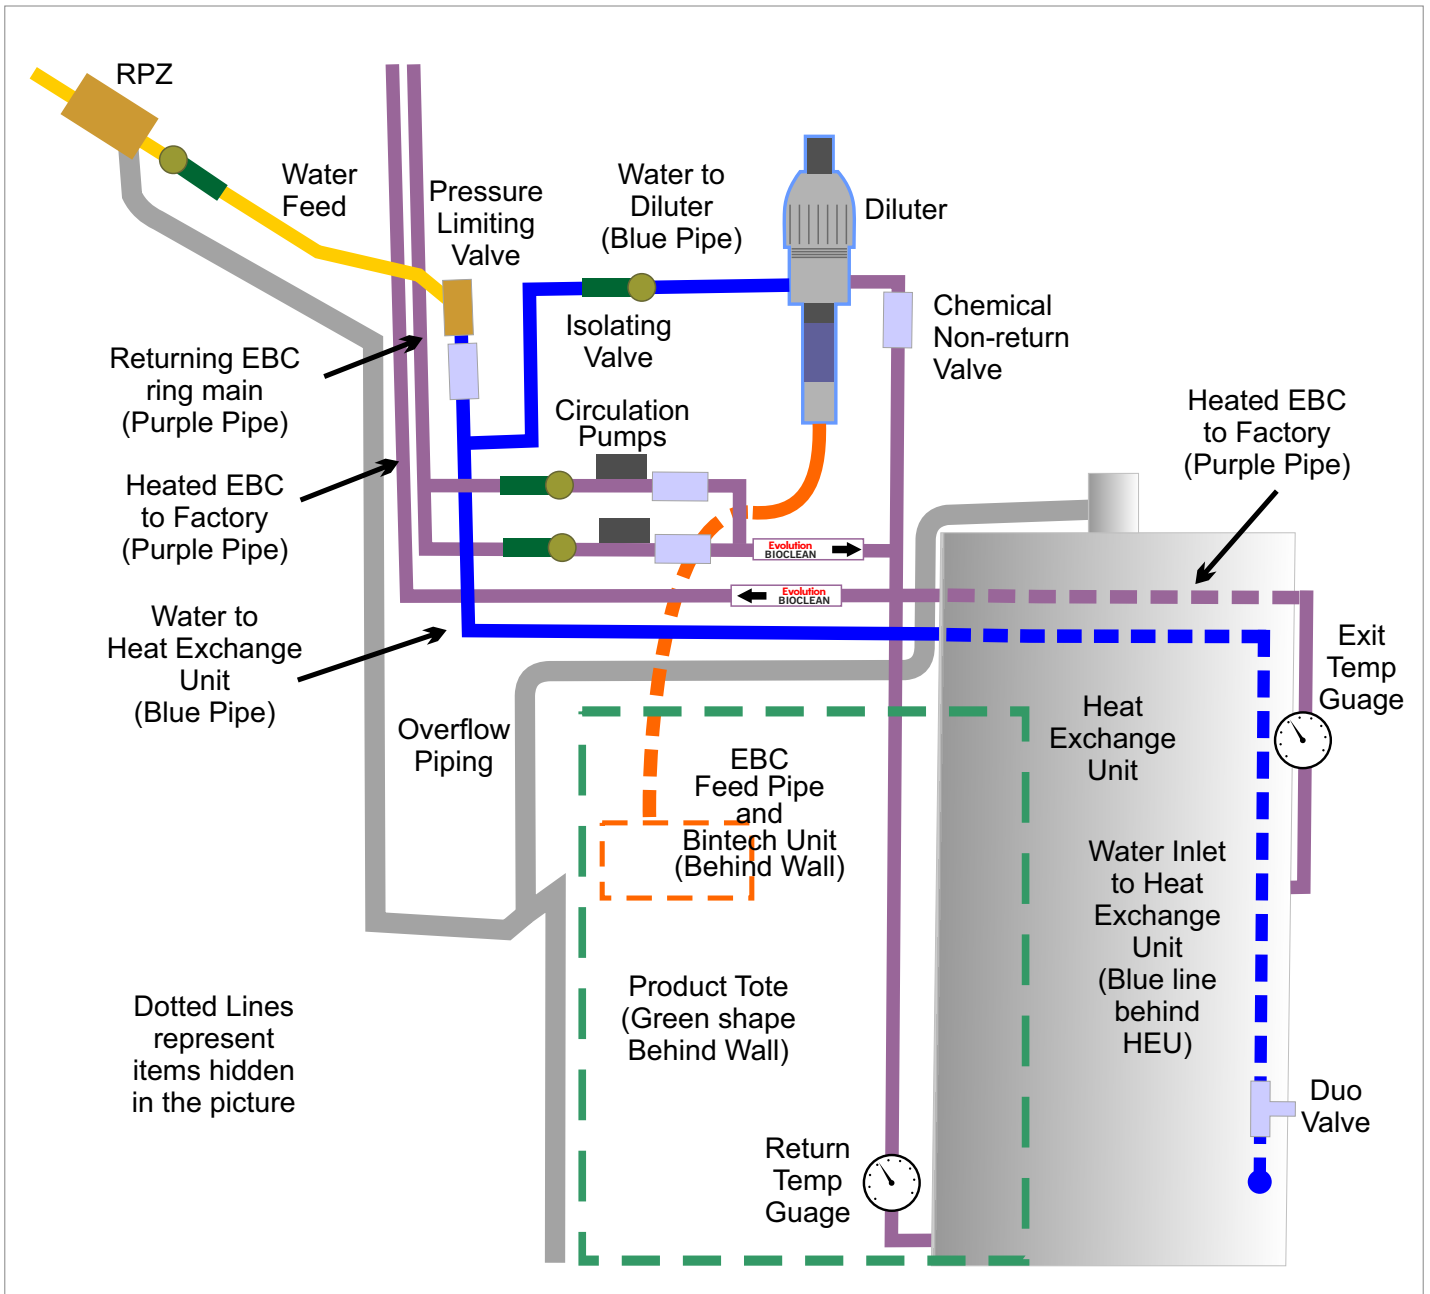 RPZ
Water
Feed
Pressure
Limiting
Valve
Water to
Diluter
(Blue Pipe)
Diluter
Isolating
Valve
Chemical
Non-return
Valve
Returning EBC
ring main
(Purple Pipe)
Circulation
Pumps
Heated EBC
to Factory
(Purple Pipe)
Heated EBC
to Factory
(Purple Pipe)
Evolution
BIOCLEAN
Evolution
BIOCLEAN
Water to
Heat Exchange
Unit
(Blue Pipe)
Exit
Temp
Guage
Overflow
Piping
Heat
Exchange
Unit
EBC
Feed Pipe
and
Bintech Unit
(Behind Wall)
Water Inlet
to Heat
Exchange
Unit
(Blue line
behind
HEU)
Product Tote
(Green shape
Behind Wall)
Dotted Lines
represent
items hidden
in the picture
Duo
Valve
Return
Temp
Guage